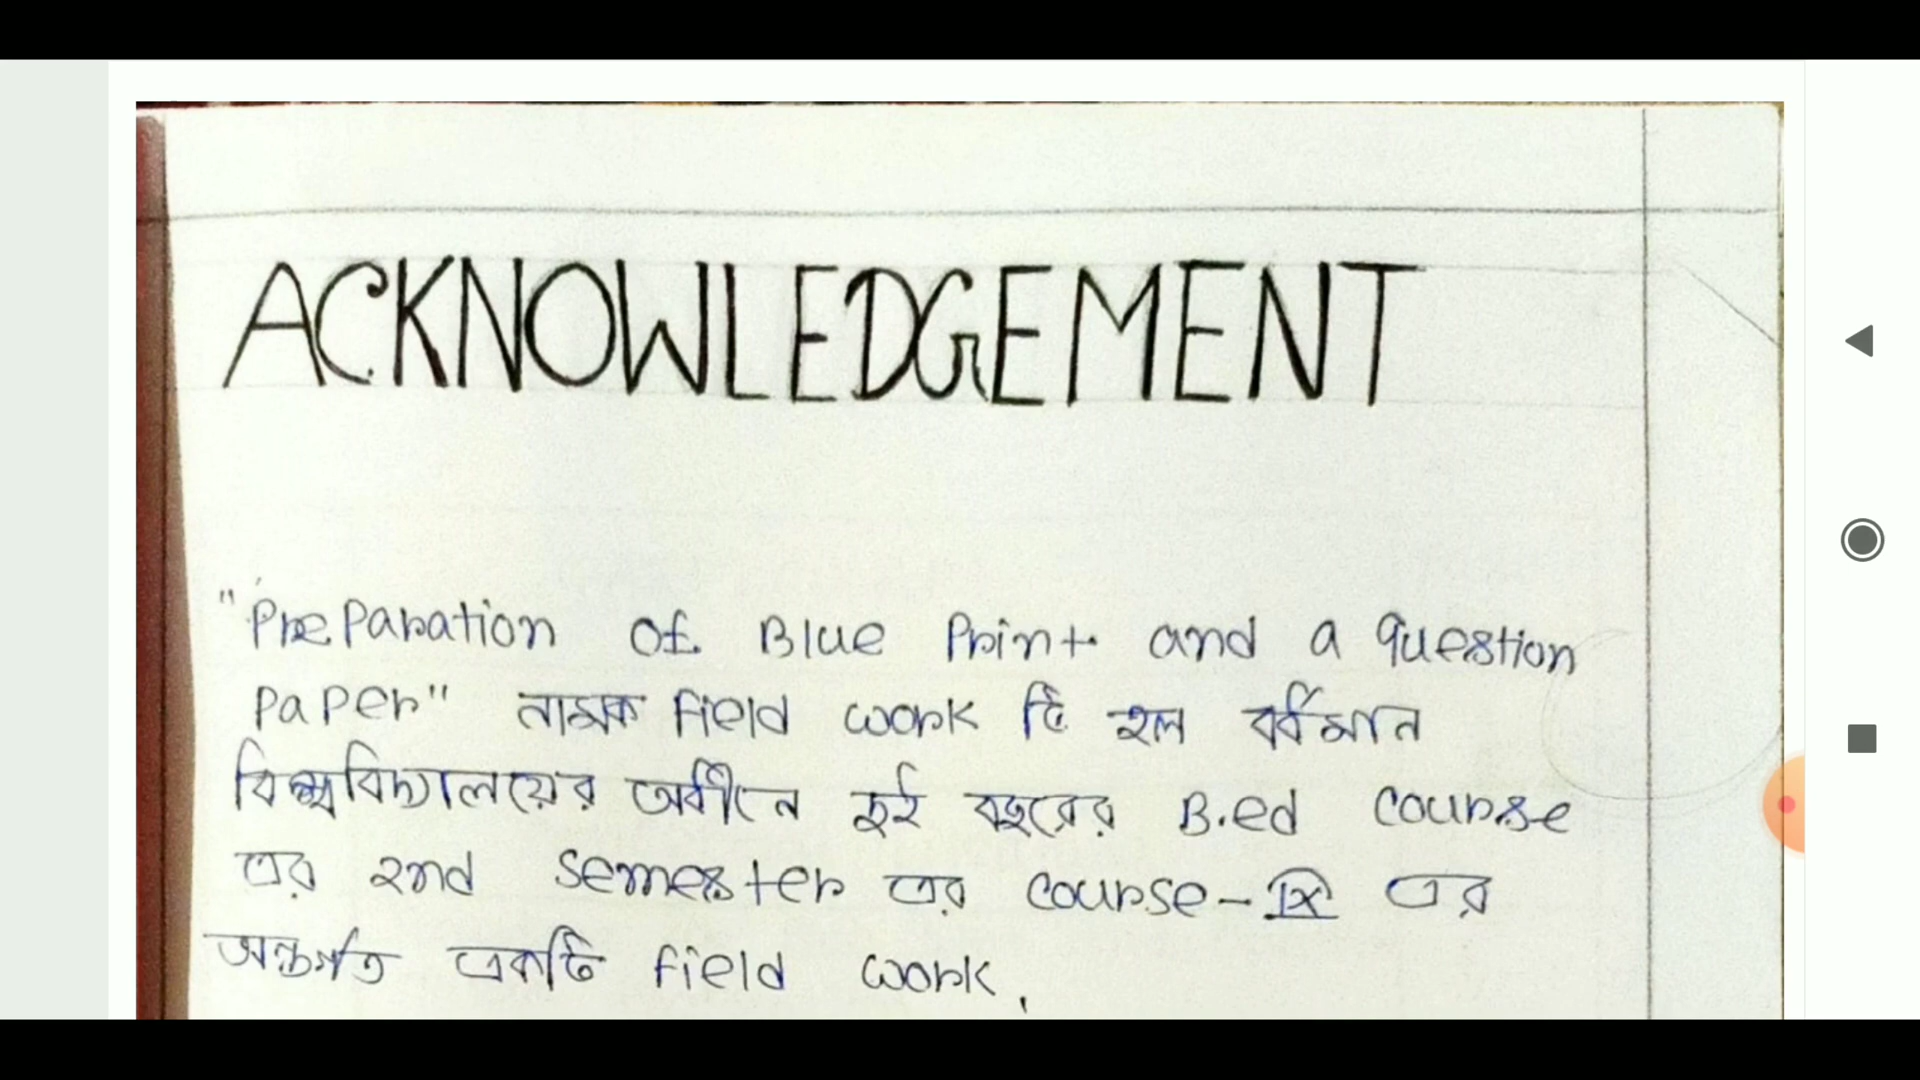 ACKNOWLEDGEMENT
"Preparation of Blue Print and a question
Paper" নামক field work টি হল বর্ধমান
বিশ্ববিদ্যালয়ের অধীনে দুই বছরের B.ed course
এর 2nd semester এর course-IX এর
অন্তর্গত একটি field work.